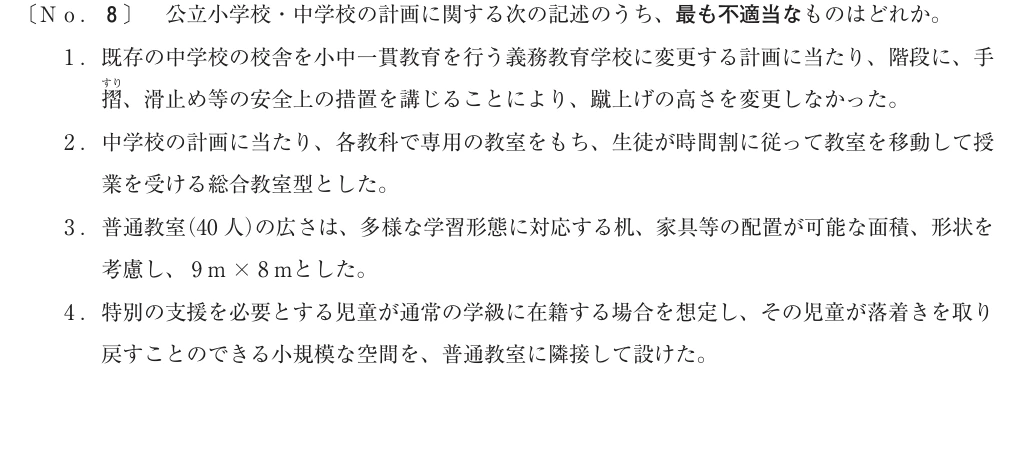 〔No. 8〕 公立小学校・中学校の計画に関する次の記述のうち、最も不適当なものはどれか。
1．既存の中学校の校舎を小中一貫教育を行う義務教育学校に変更する計画に当たり、階段に、手
すり
摺、滑止め等の安全上の措置を講じることにより、蹴上げの高さを変更しなかった。
2．中学校の計画に当たり、各教科で専用の教室をもち、生徒が時間割に従って教室を移動して授
業を受ける総合教室型とした。
3．普通教室(40 人)の広さは、多様な学習形態に対応する机、家具等の配置が可能な面積、形状を
考慮し、 9 m × 8 mとした。
4．特別の支援を必要とする児童が通常の学級に在籍する場合を想定し、その児童が落着きを取り
戻すことのできる小規模な空間を、普通教室に隣接して設けた。